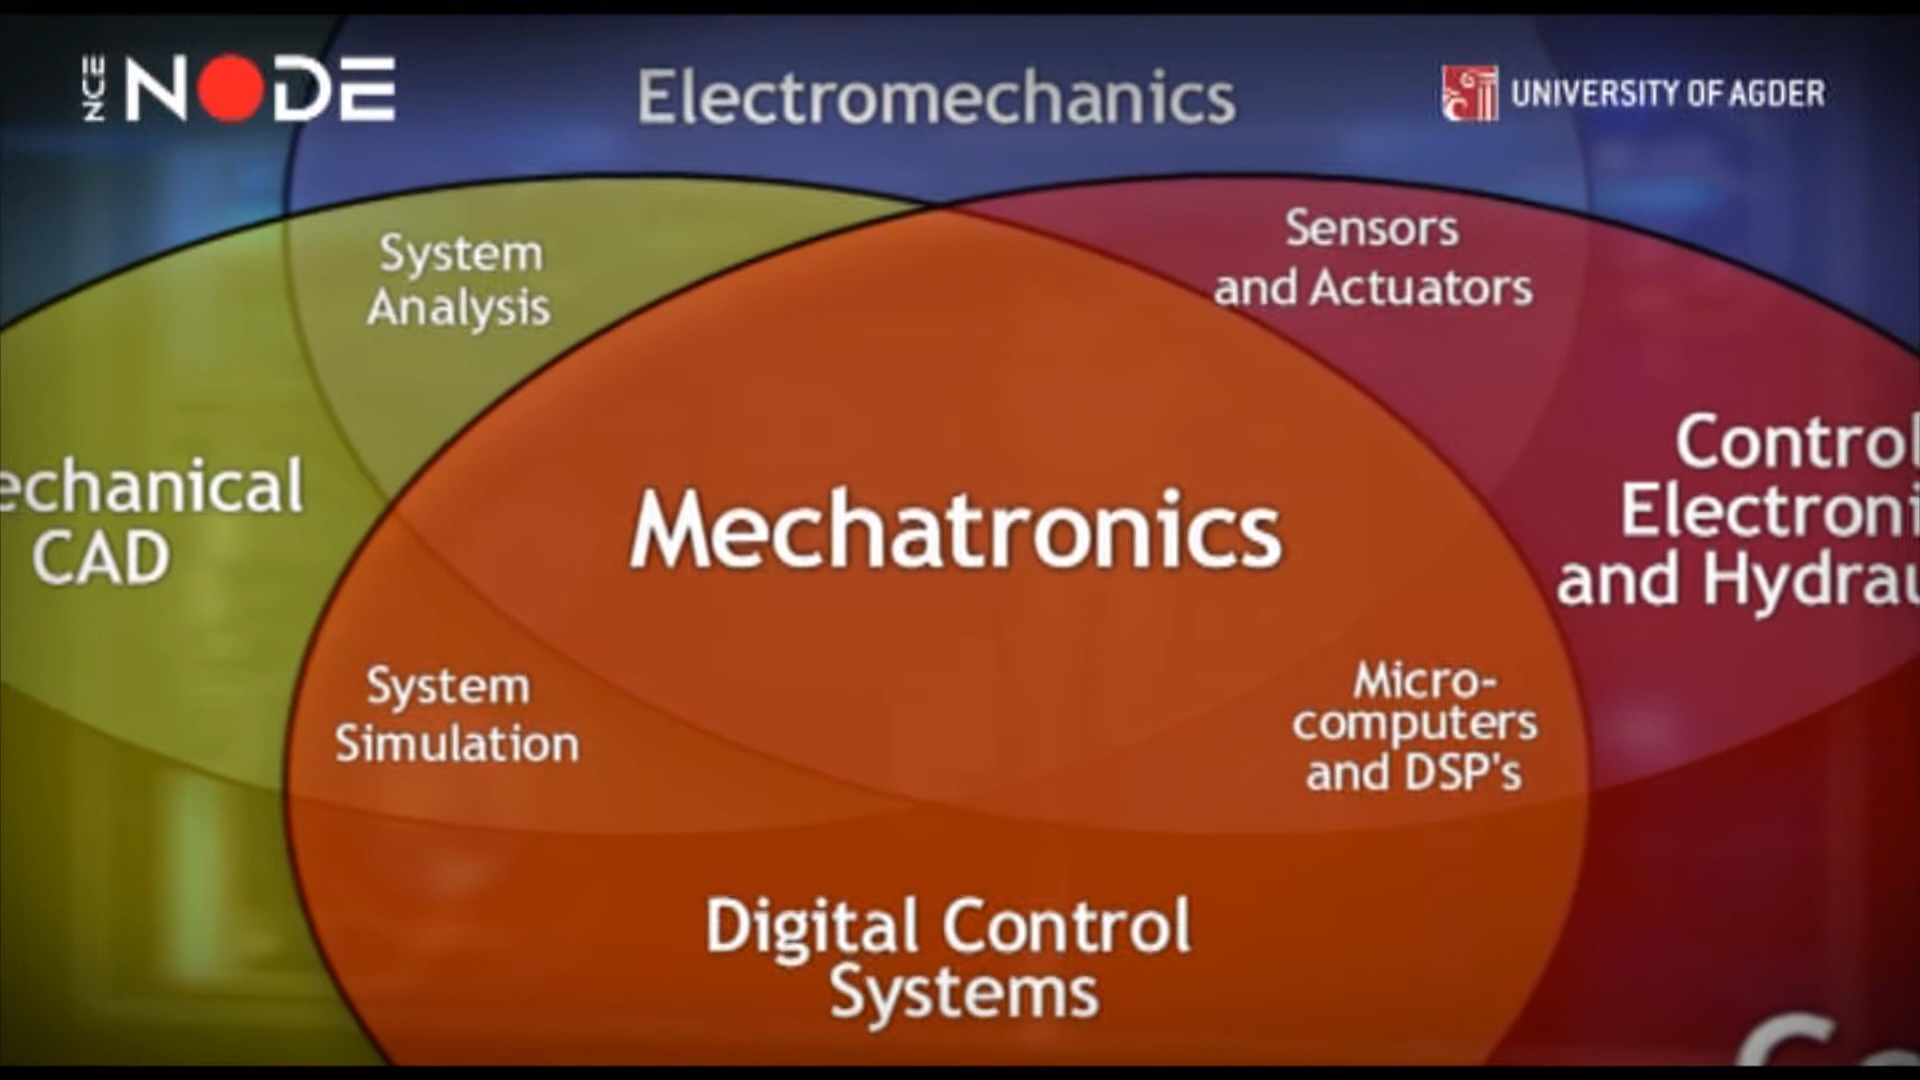 NCE NODE
Electromechanics
UNIVERSITY OF AGDER
System
Analysis
Sensors
and Actuators
echanical
CAD
Mechatronics
Control
Electroni
and Hydrau
System
Simulation
Micro-
computers
and DSP's
Digital Control
Systems